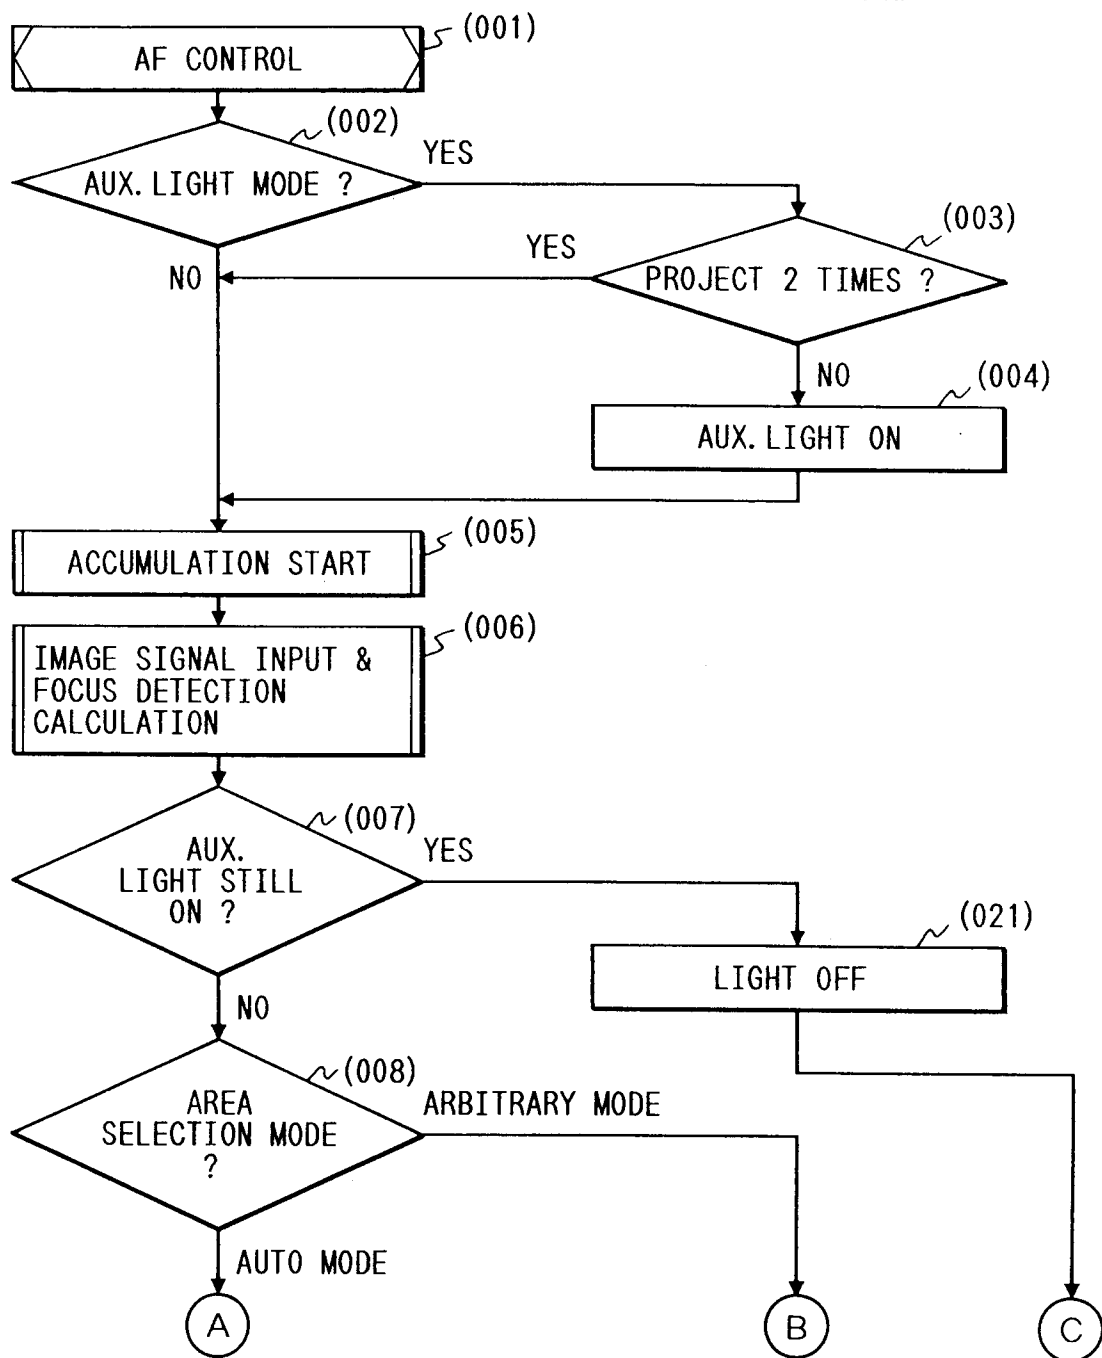 (001)
AF CONTROL
(002)
AUX. LIGHT MODE ?
YES
(003)
YES
NO
PROJECT 2 TIMES ?
NO
(004)
AUX. LIGHT ON
(005)
ACCUMULATION START
(006)
IMAGE SIGNAL INPUT &
FOCUS DETECTION
CALCULATION
(007)
AUX.
LIGHT STILL
ON ?
YES
(021)
LIGHT OFF
NO
(008)
AREA
SELECTION MODE
?
ARBITRARY MODE
AUTO MODE
A
B
C